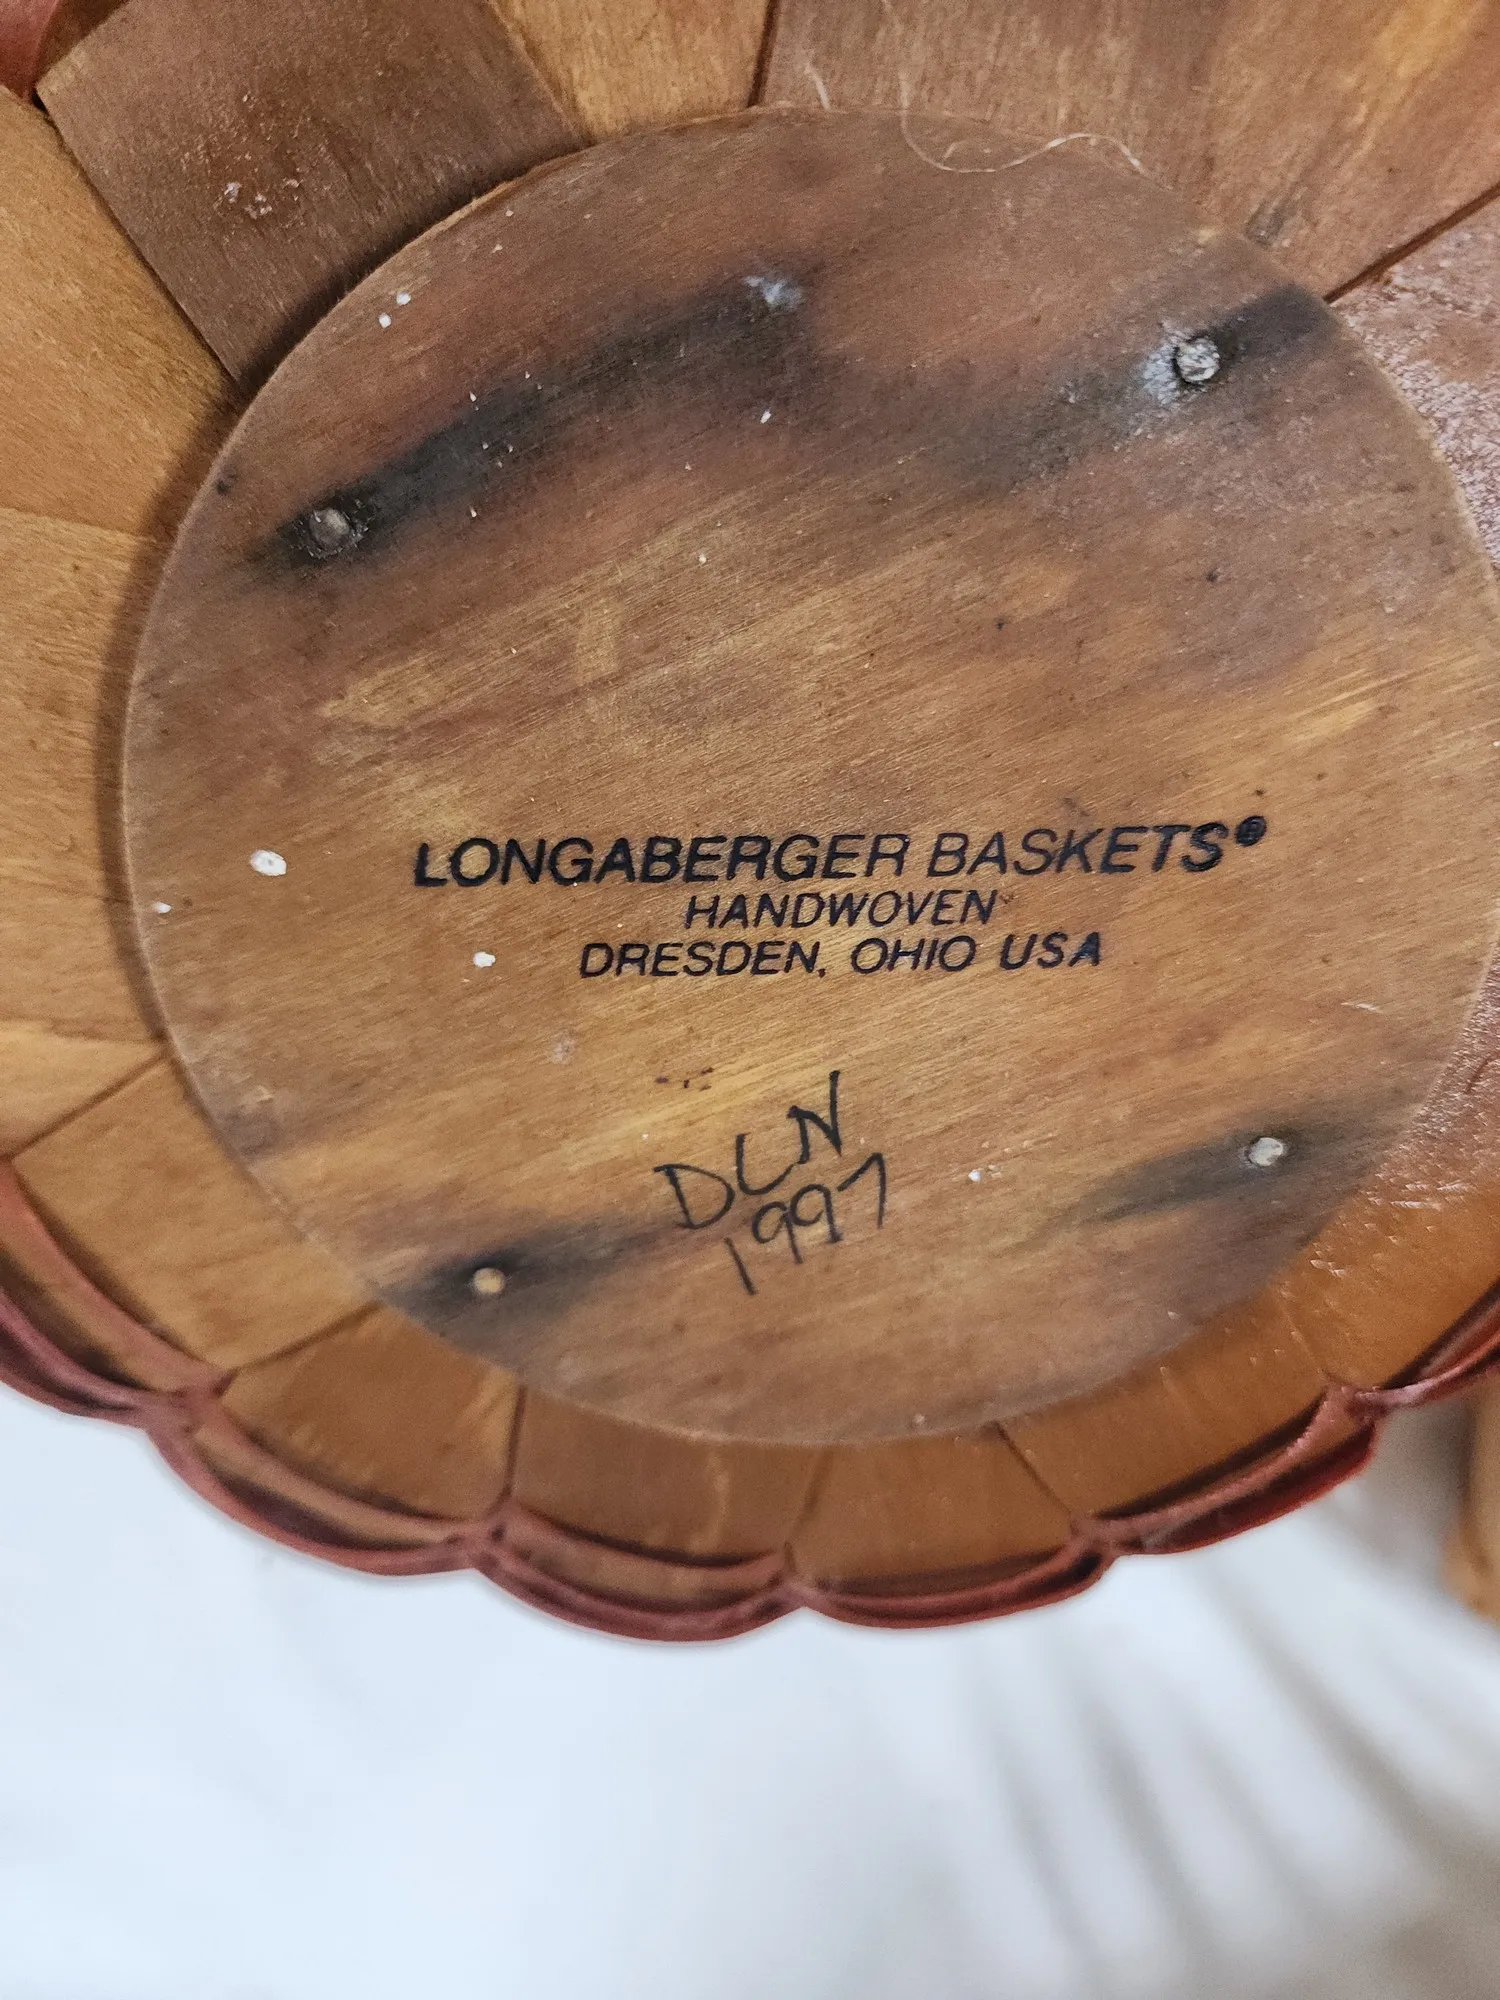 LONGABERGER BASKETS®
HANDWOVEN
DRESDEN, OHIO USA
DLN
1997